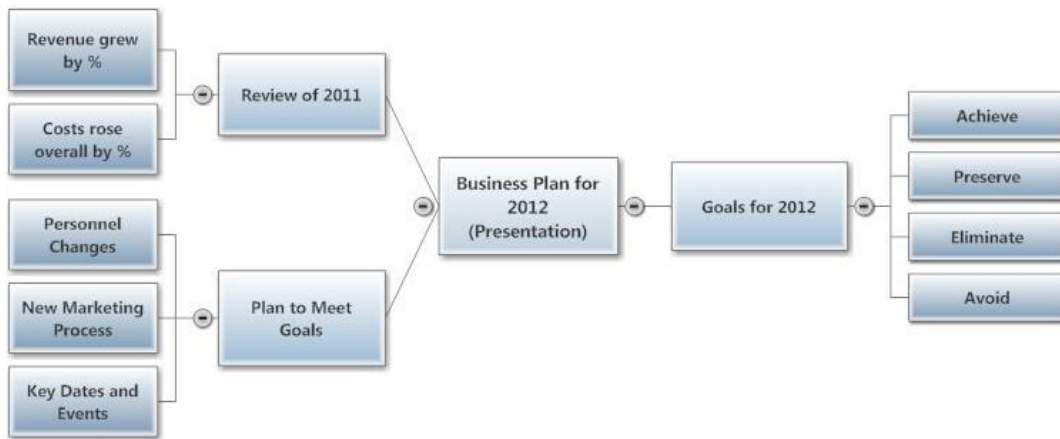 Revenue grew
by %
Costs rose
overall by %
Review of 2011
Personnel
Changes
New Marketing
Process
Key Dates and
Events
Plan to Meet
Goals
Business Plan for
2012
(Presentation)
Goals for 2012
Achieve
Preserve
Eliminate
Avoid